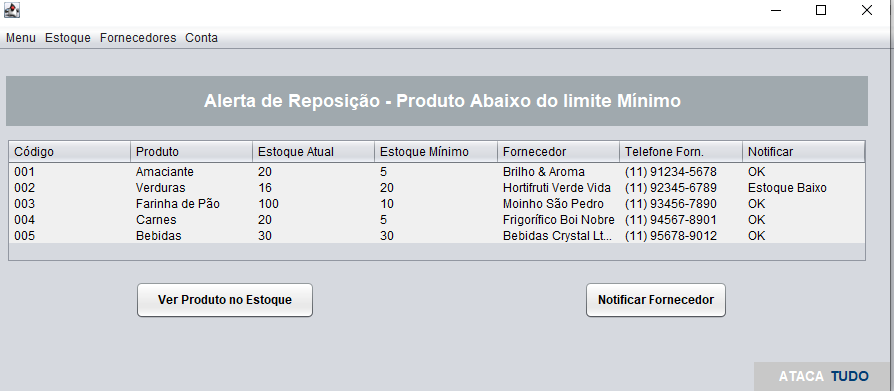 Menu Estoque Fornecedores Conta
Alerta de Reposição - Produto Abaixo do limite Mínimo
Código Produto Estoque Atual Estoque Mínimo Fornecedor Telefone Forn. Notificar
001 Amaciante 20 5 Brilho & Aroma (11) 91234-5678 OK
002 Verduras 16 20 Hortifruti Verde Vida (11) 92345-6789 Estoque Baixo
003 Farinha de Pão 100 10 Moinho São Pedro (11) 93456-7890 OK
004 Carnes 20 5 Frigorífico Boi Nobre (11) 94567-8901 OK
005 Bebidas 30 30 Bebidas Crystal Lt... (11) 95678-9012 OK
Ver Produto no Estoque Notificar Fornecedor
ATACA TUDO